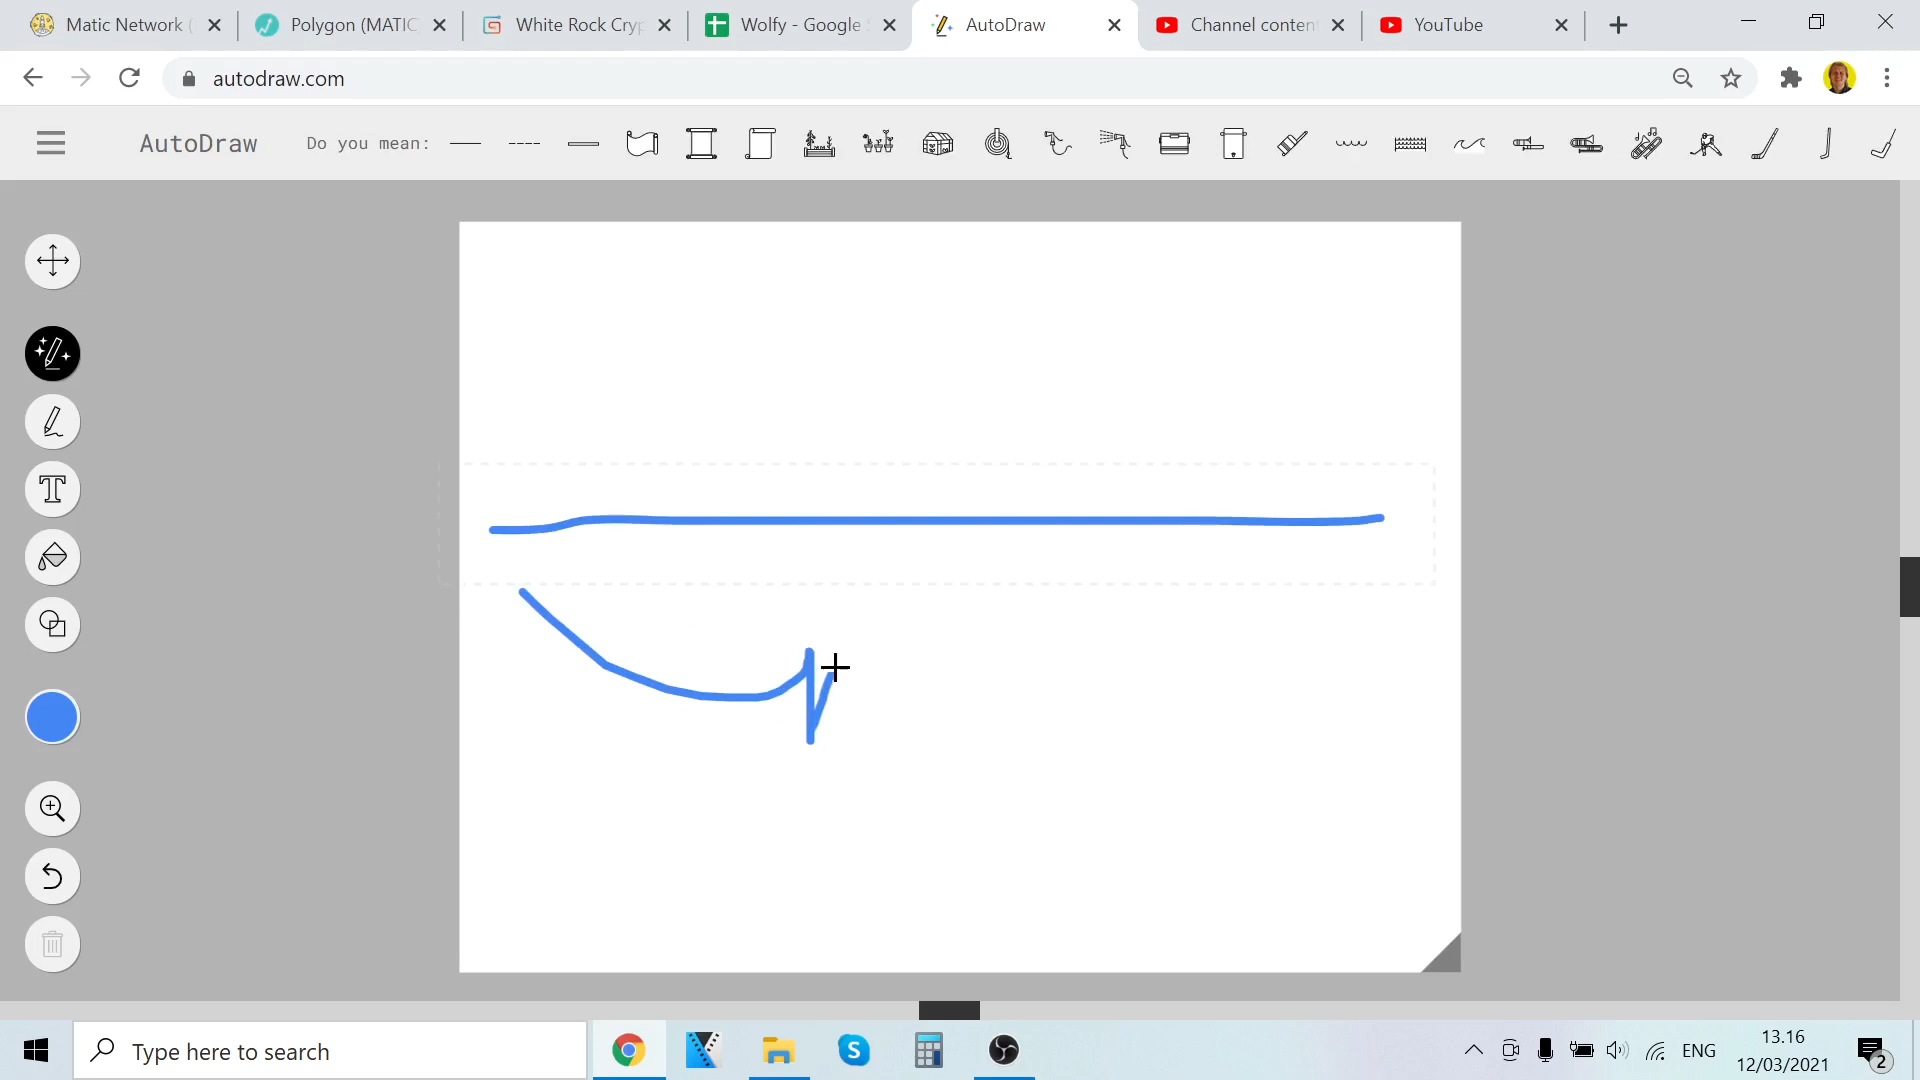 Matic Network (
Polygon (MATIC
White Rock Cryp
Wolfy - Google
AutoDraw
Channel conten
YouTube
autodraw.com
AutoDraw
Do you mean:
T
S
Type here to search
ENG
13.16
12/03/2021
2